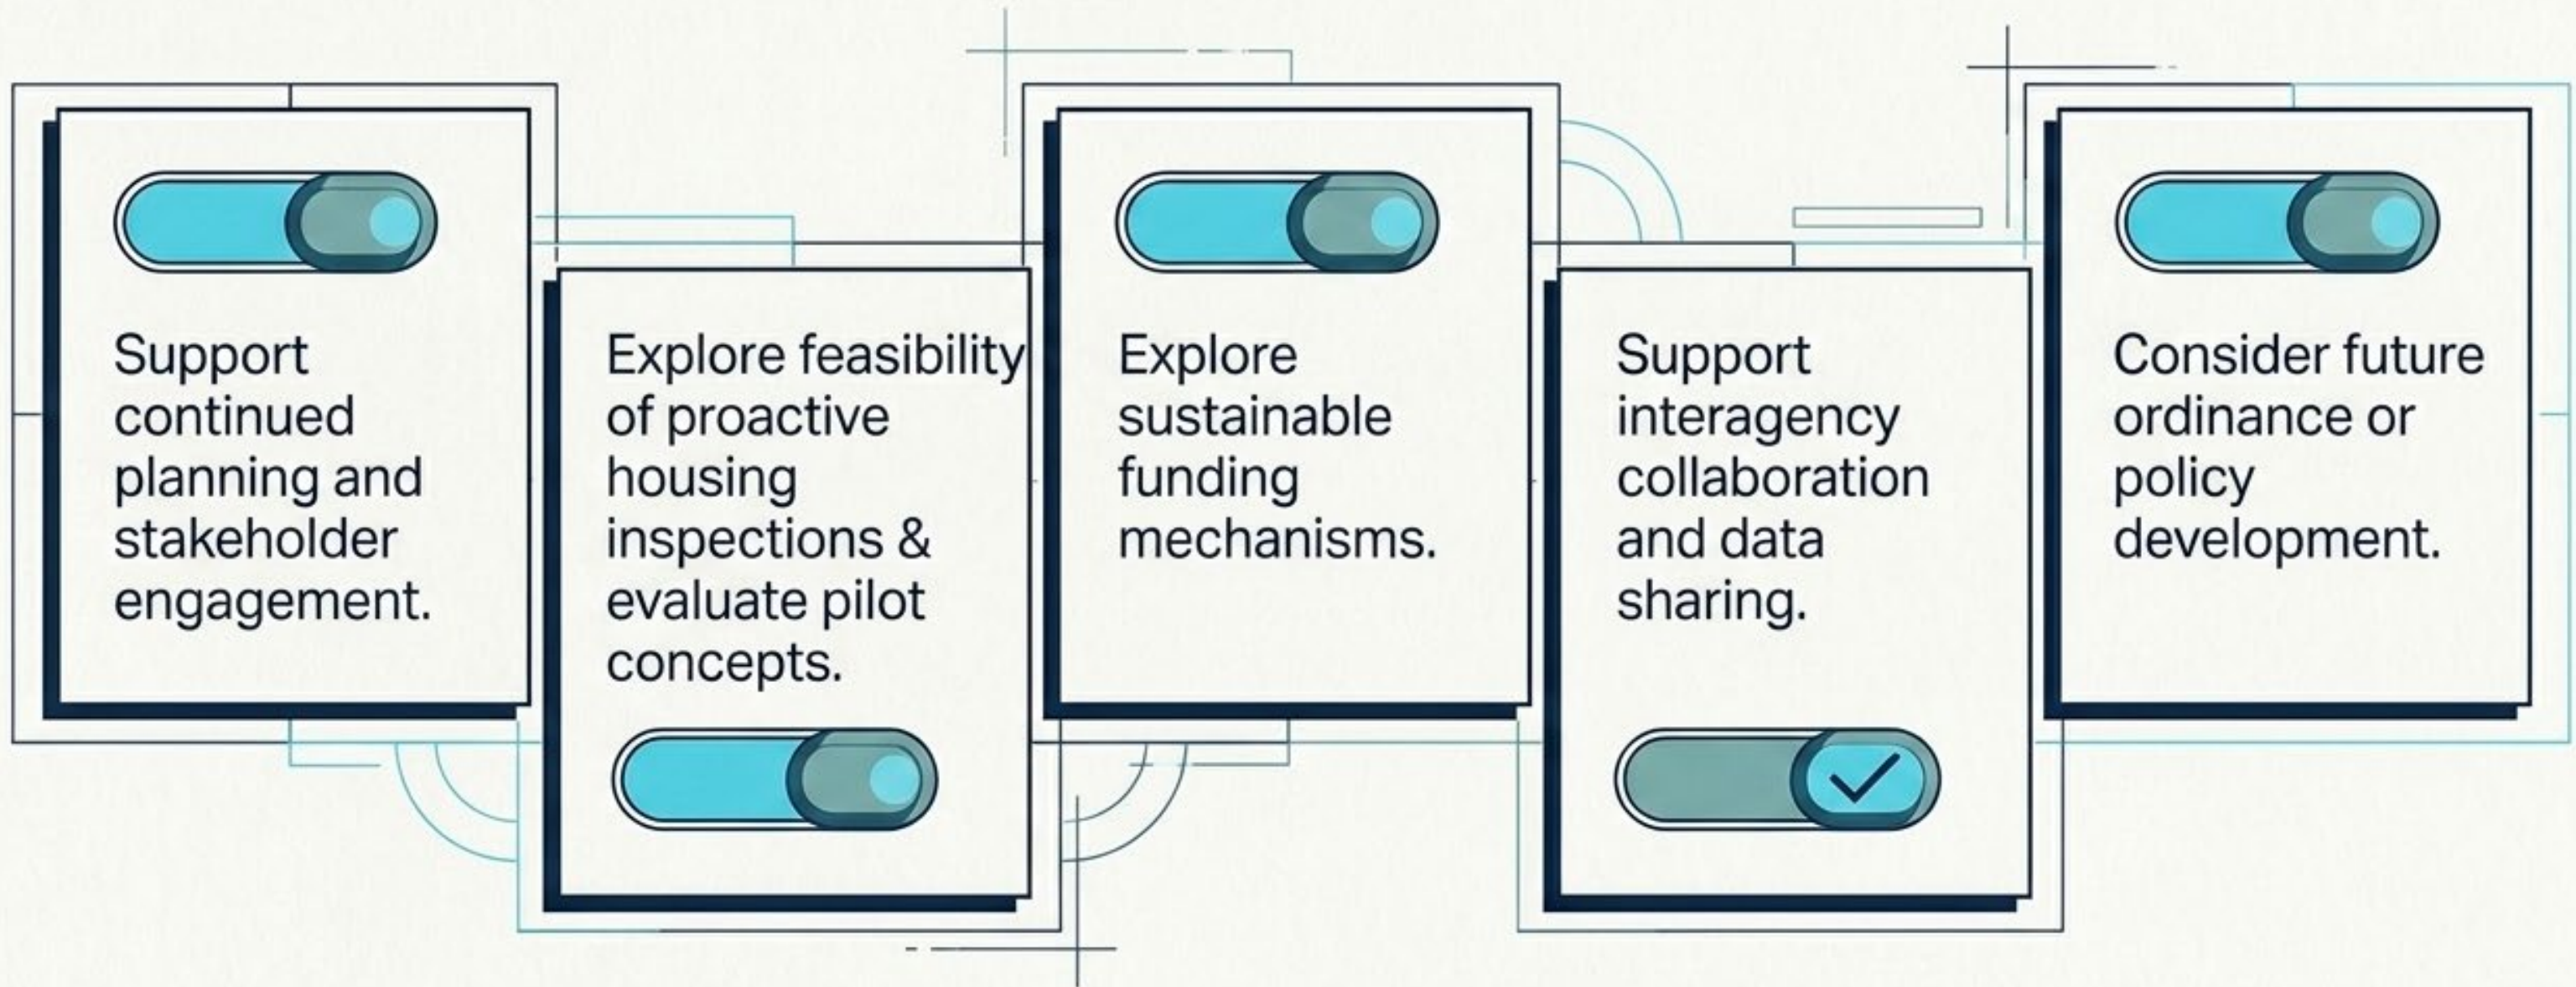 Support
continued
planning and
stakeholder
engagement.
Explore feasibility
of proactive
housing
inspections &
evaluate pilot
concepts.
Explore
sustainable
funding
mechanisms.
Support
interagency
collaboration
and data
sharing.
Consider future
ordinance or
policy
development.